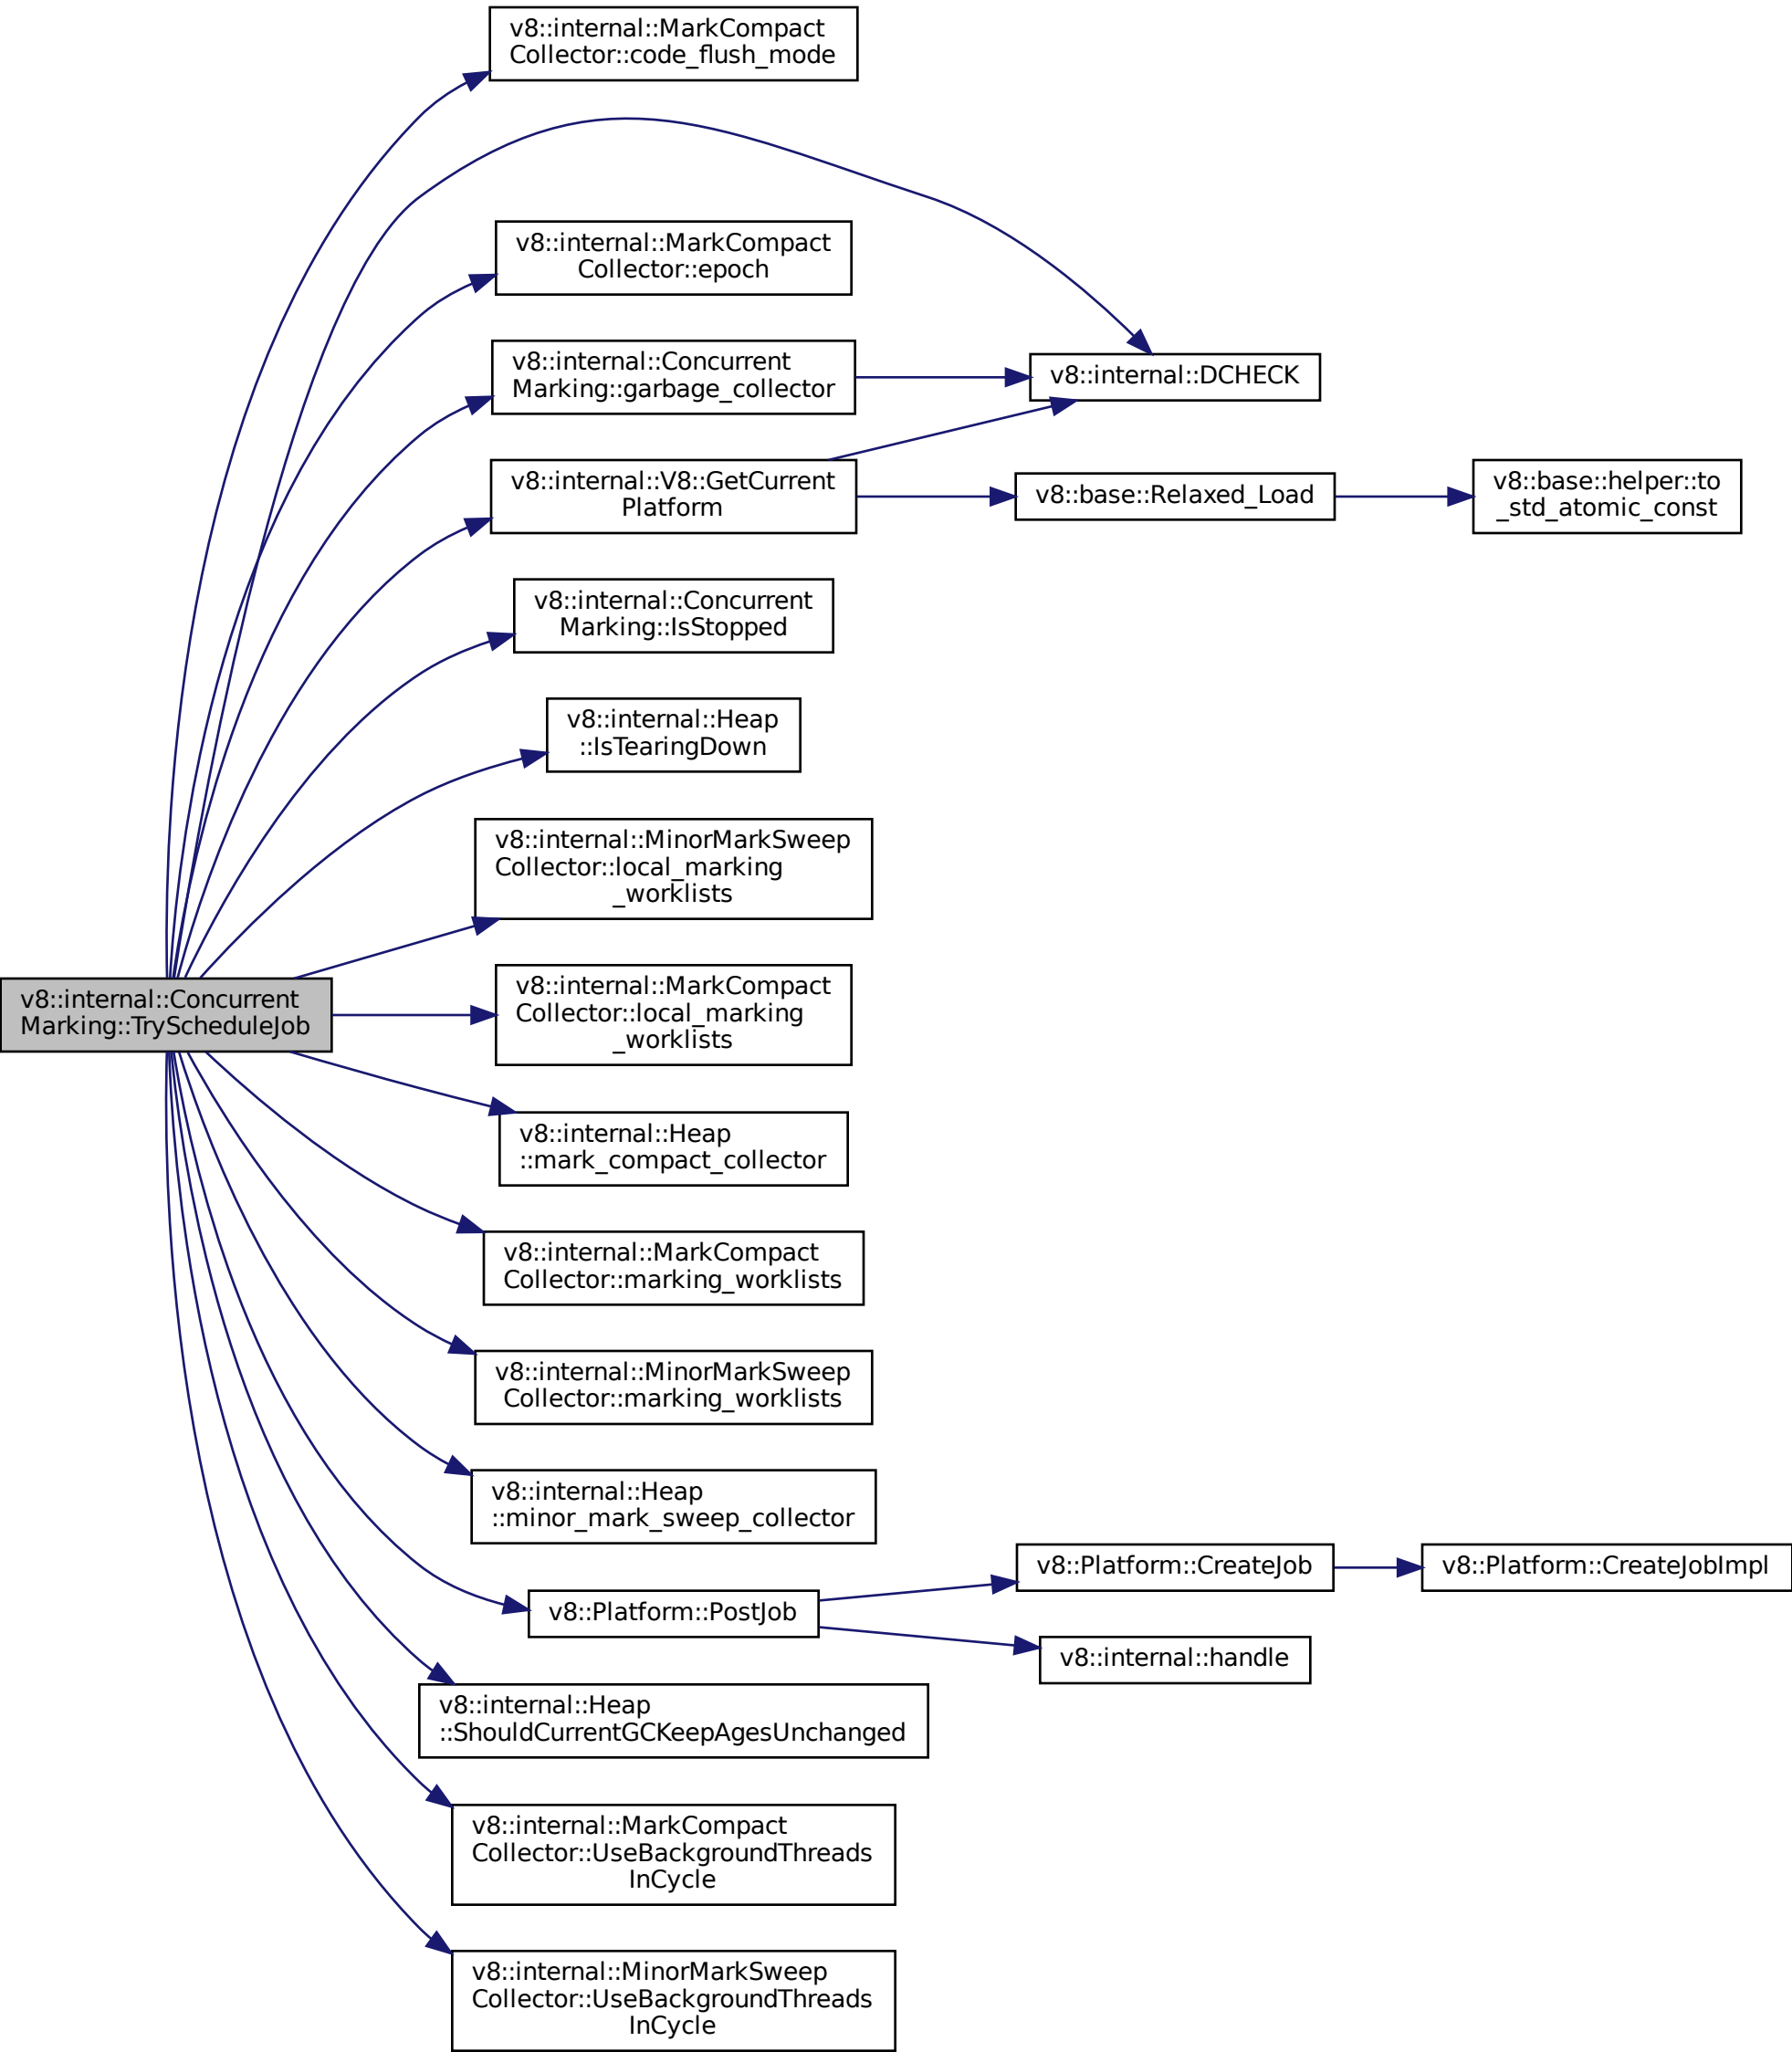 v8::internal::MarkCompact
Collector::code_flush_mode
v8::internal::MarkCompact
Collector::epoch
v8::internal::Concurrent
Marking::garbage_collector
v8::internal::DCHECK
v8::internal::V8::GetCurrent
Platform
v8::base::Relaxed_Load
v8::base::helper::to
_std_atomic_const
v8::internal::Concurrent
Marking::IsStopped
v8::internal::Heap
::IsTearingDown
v8::internal::MinorMarkSweep
Collector::local_marking
_worklists
v8::internal::Concurrent
Marking::TryScheduleJob
v8::internal::MarkCompact
Collector::local_marking
_worklists
v8::internal::Heap
::mark_compact_collector
v8::internal::MarkCompact
Collector::marking_worklists
v8::internal::MinorMarkSweep
Collector::marking_worklists
v8::internal::Heap
::minor_mark_sweep_collector
v8::Platform::PostJob
v8::Platform::CreateJob
v8::Platform::CreateJobImpl
v8::internal::handle
v8::internal::Heap
::ShouldCurrentGCKeepAgesUnchanged
v8::internal::MarkCompact
Collector::UseBackgroundThreads
InCycle
v8::internal::MinorMarkSweep
Collector::UseBackgroundThreads
InCycle